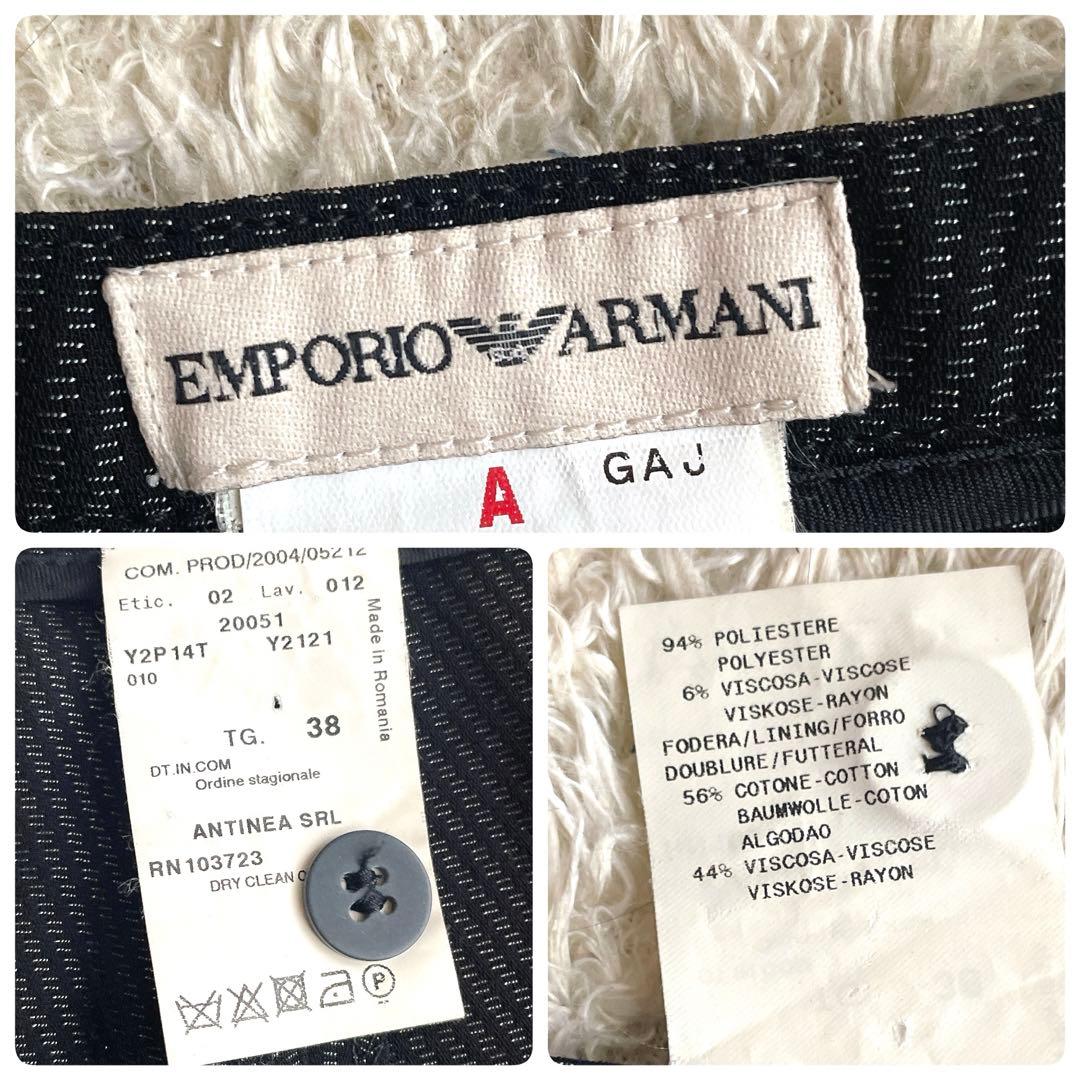 EMPORIO ARMANI
A GAJ
COM. PROD/2004/05212
Etic. 02 Lav. 012
20051
Y2P14T Y2121
010
Made in Romania
TG. 38
DT.IN.COM
Ordine stagionale
ANTINEA SRL
RN103723
DRY CLEAN
P
94% POLIESTERE
POLYESTER
6% VISCOSA-VISCOSE
VISKOSE-RAYON
FODERA/LINING/FORRO
DOUBLURE/FUTTERAL
56% COTONE-COTTON
BAUMWOLLE-COTON
ALGODAO
44% VISCOSA-VISCOSE
VISKOSE-RAYON